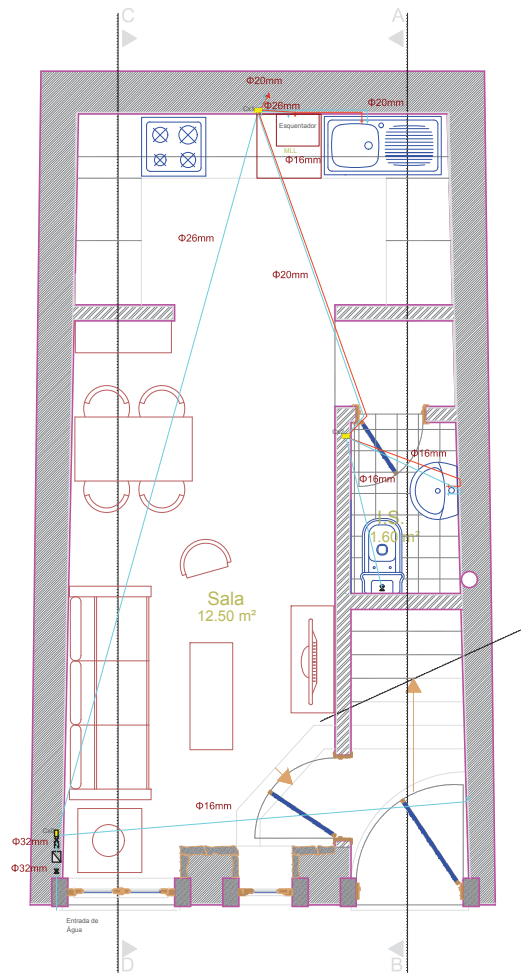 C
A
Φ20mm
Φ26mm
Φ20mm
Esquentador
MLL
Φ16mm
Φ26mm
Φ20mm
Φ16mm
Φ16mm
I.S.
1.60 m²
Sala
12.50 m²
Φ16mm
Φ32mm
Φ32mm
Entrada de
Água
D
B